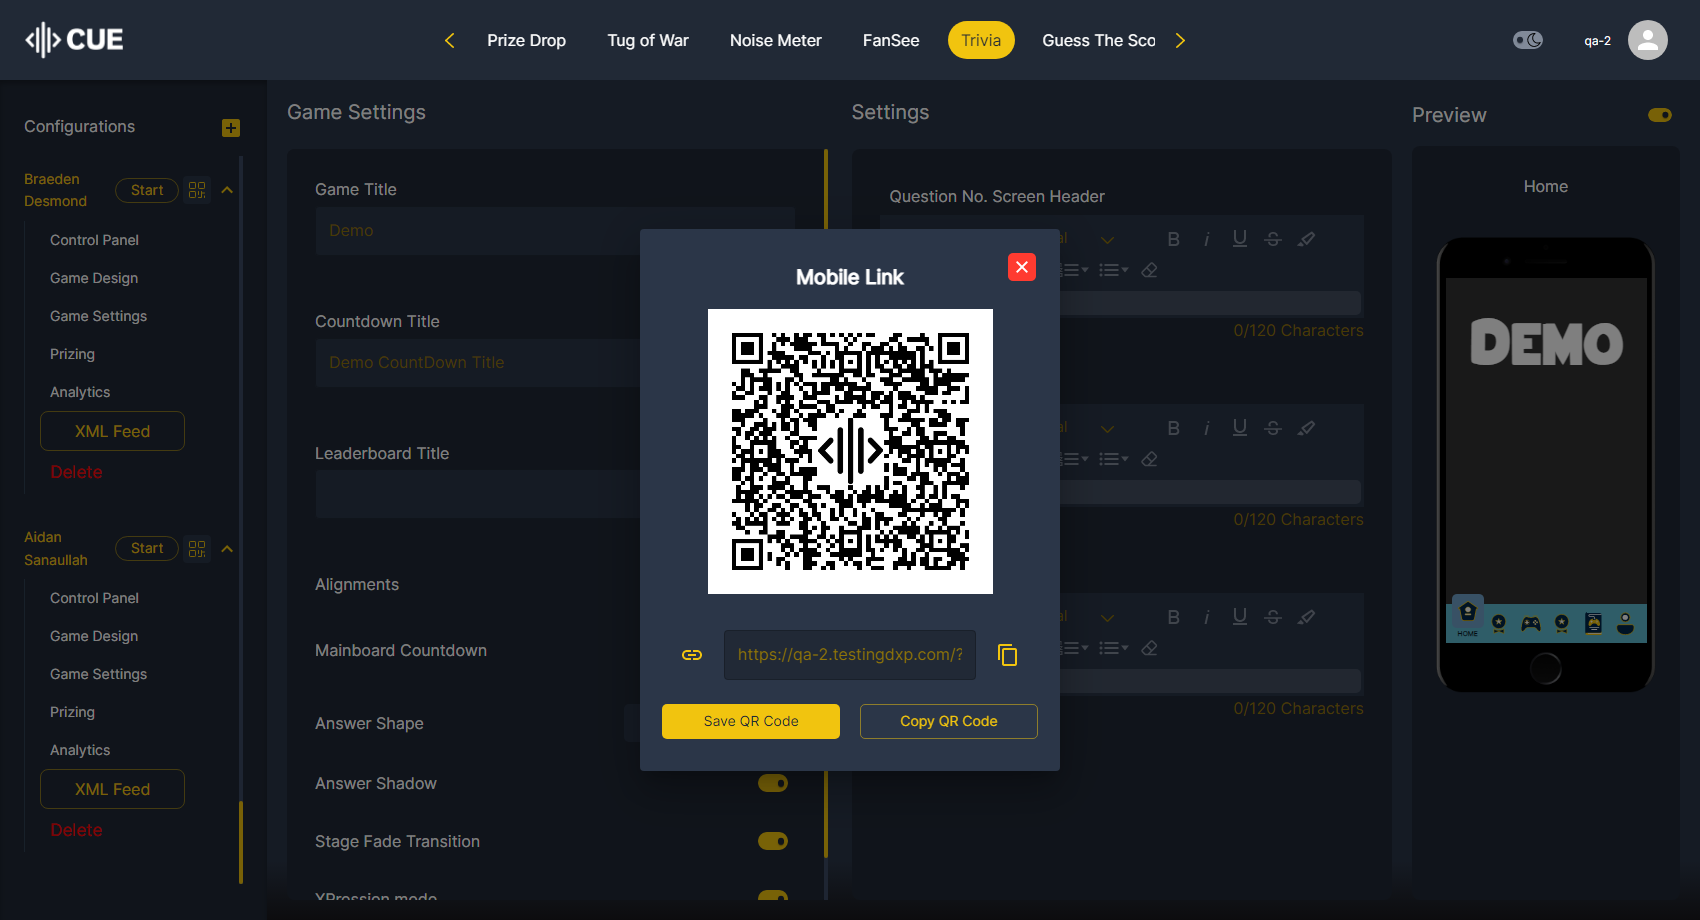 CUE
Prize Drop
Tug of War
Noise Meter
FanSee
Trivia
Guess The Sco
qa-2
Configurations
Braeden
Desmond
Start
Control Panel
Game Design
Game Settings
Prizing
Analytics
XML Feed
Delete
Aidan
Sanaullah
Start
Control Panel
Game Design
Game Settings
Prizing
Analytics
XML Feed
Delete
Game Settings
Game Title
Demo
Countdown Title
Demo CountDown Title
Leaderboard Title
Alignments
Mainboard Countdown
Answer Shape
Answer Shadow
Stage Fade Transition
XPression mode
Mobile Link
https://qa-2.testingdxp.com/?
Save QR Code
Copy QR Code
Settings
Question No. Screen Header
al
B i U S
0/120 Characters
al
B i U S
0/120 Characters
al
B i U S
0/120 Characters
Preview
Home
DEMO
HOME